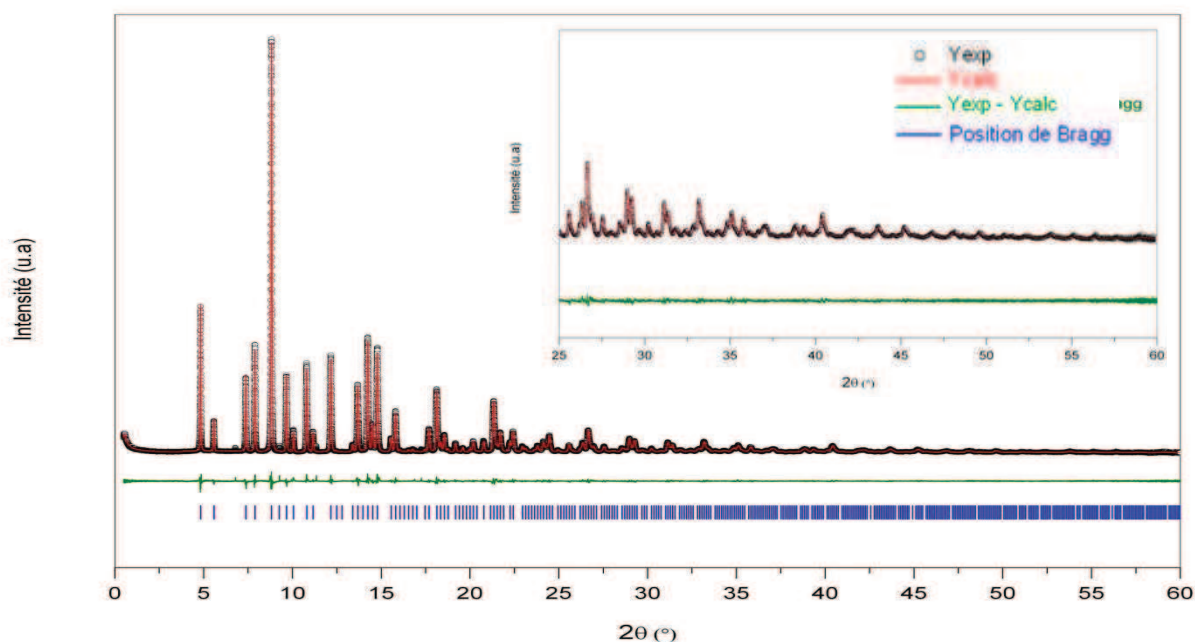 Yexp
Ycalc
Yexp - Ycalc
agg
Position de Bragg
Intensité (u.a)
25 30 35 40 45 50 55 60
2θ (°)
Intensité (u.a)
0 5 10 15 20 25 30 35 40 45 50 55 60
2θ (°)